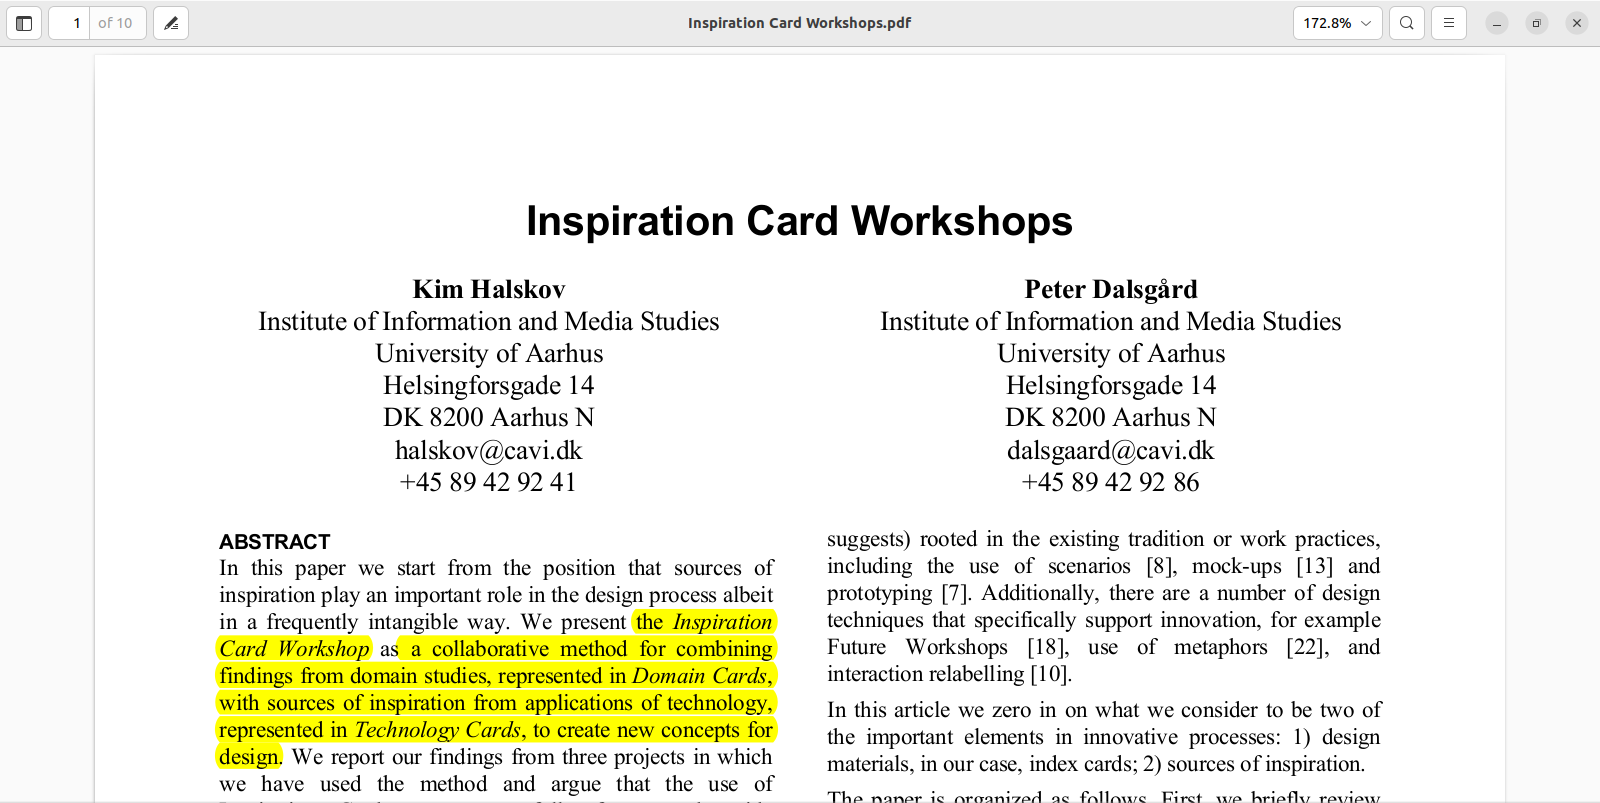 1 of 10
Inspiration Card Workshops.pdf
172.8%
Inspiration Card Workshops
Kim Halskov
Institute of Information and Media Studies
University of Aarhus
Helsingforsgade 14
DK 8200 Aarhus N
halskov@cavi.dk
+45 89 42 92 41
Peter Dalsgård
Institute of Information and Media Studies
University of Aarhus
Helsingforsgade 14
DK 8200 Aarhus N
dalsgaard@cavi.dk
+45 89 42 92 86
ABSTRACT
In this paper we start from the position that sources of
inspiration play an important role in the design process albeit
in a frequently intangible way. We present the Inspiration
Card Workshop as a collaborative method for combining
findings from domain studies, represented in Domain Cards,
with sources of inspiration from applications of technology,
represented in Technology Cards, to create new concepts for
design. We report our findings from three projects in which
we have used the method and argue that the use of
suggests) rooted in the existing tradition or work practices,
including the use of scenarios [8], mock-ups [13] and
prototyping [7]. Additionally, there are a number of design
techniques that specifically support innovation, for example
Future Workshops [18], use of metaphors [22], and
interaction relabelling [10].
In this article we zero in on what we consider to be two of
the important elements in innovative processes: 1) design
materials, in our case, index cards; 2) sources of inspiration.
The paper is organized as follows. First, we briefly review